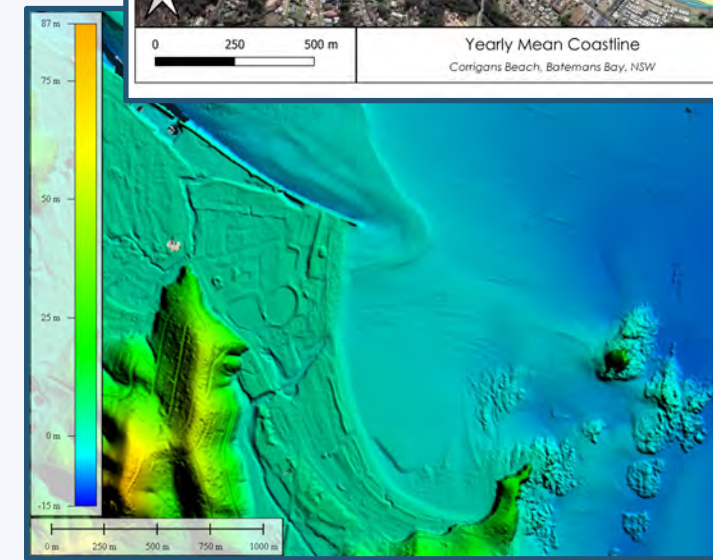 0 250 500 m
Yearly Mean Coastline
Corrigans Beach, Batemans Bay, NSW
87 m
75 m
50 m
25 m
0 m
-15 m
0 m 250 m 500 m 750 m 1000 m